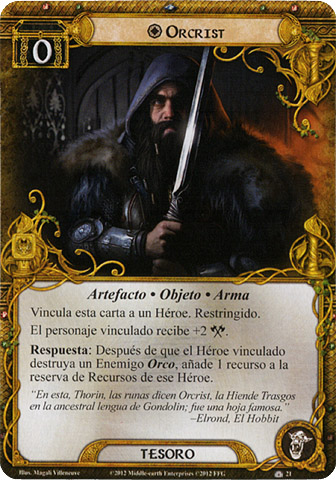 0
Orcrist
Artefacto • Objeto • Arma
Vincula esta carta a un Héroe. Restringido.
El personaje vinculado recibe +2
Respuesta: Después de que el Héroe vinculado
destruya un Enemigo Orco, añade 1 recurso a la
reserva de Recursos de ese Héroe.
“En esta, Thorin, las runas dicen Orcrist, la Hiende Trasgos
en la ancestral lengua de Gondolin; fue una hoja famosa.”
–Elrond, El Hobbit
TESORO
Illus. Magali Villeneuve ©2012 Middle-earth Enterprises ©2012 FFG 21